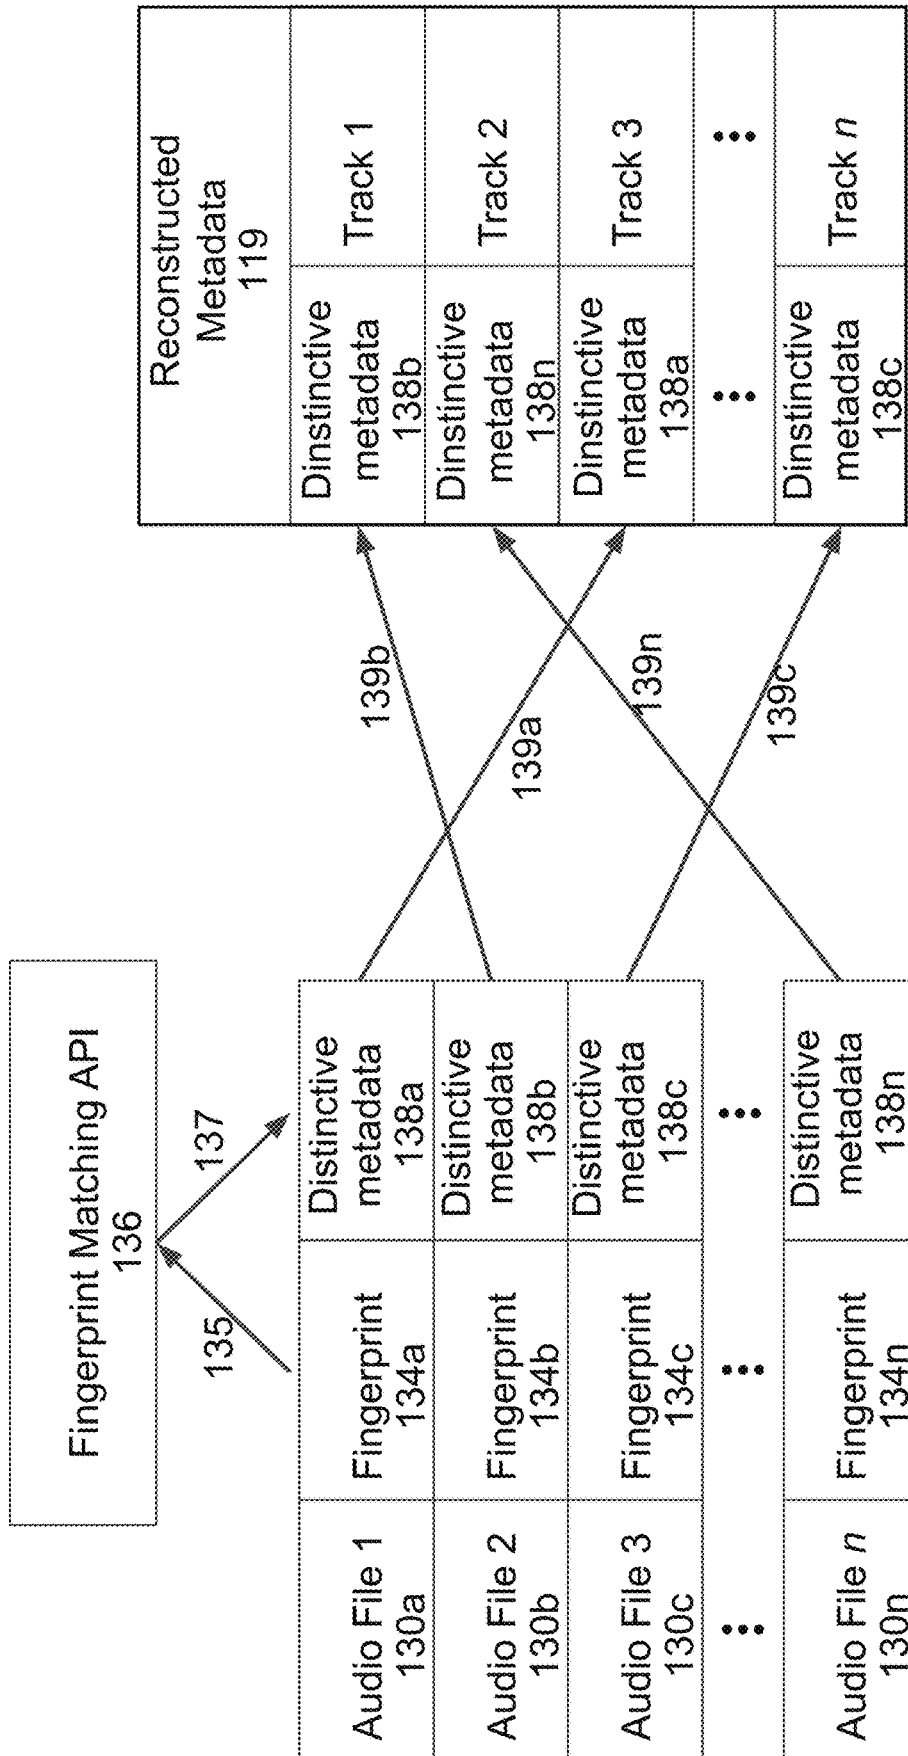 Fingerprint Matching API
136
135
137
Audio File 1
130a
Fingerprint
134a
Distinctive
metadata
138a
Audio File 2
130b
Fingerprint
134b
Distinctive
metadata
138b
Audio File 3
130c
Fingerprint
134c
Distinctive
metadata
138c
Audio File n
130n
Fingerprint
134n
Distinctive
metadata
138n
139b
139a
139n
139c
Reconstructed
Metadata
119
Dinstinctive
metadata
138b
Track 1
Dinstinctive
metadata
138n
Track 2
Dinstinctive
metadata
138a
Track 3
Dinstinctive
metadata
138c
Track n